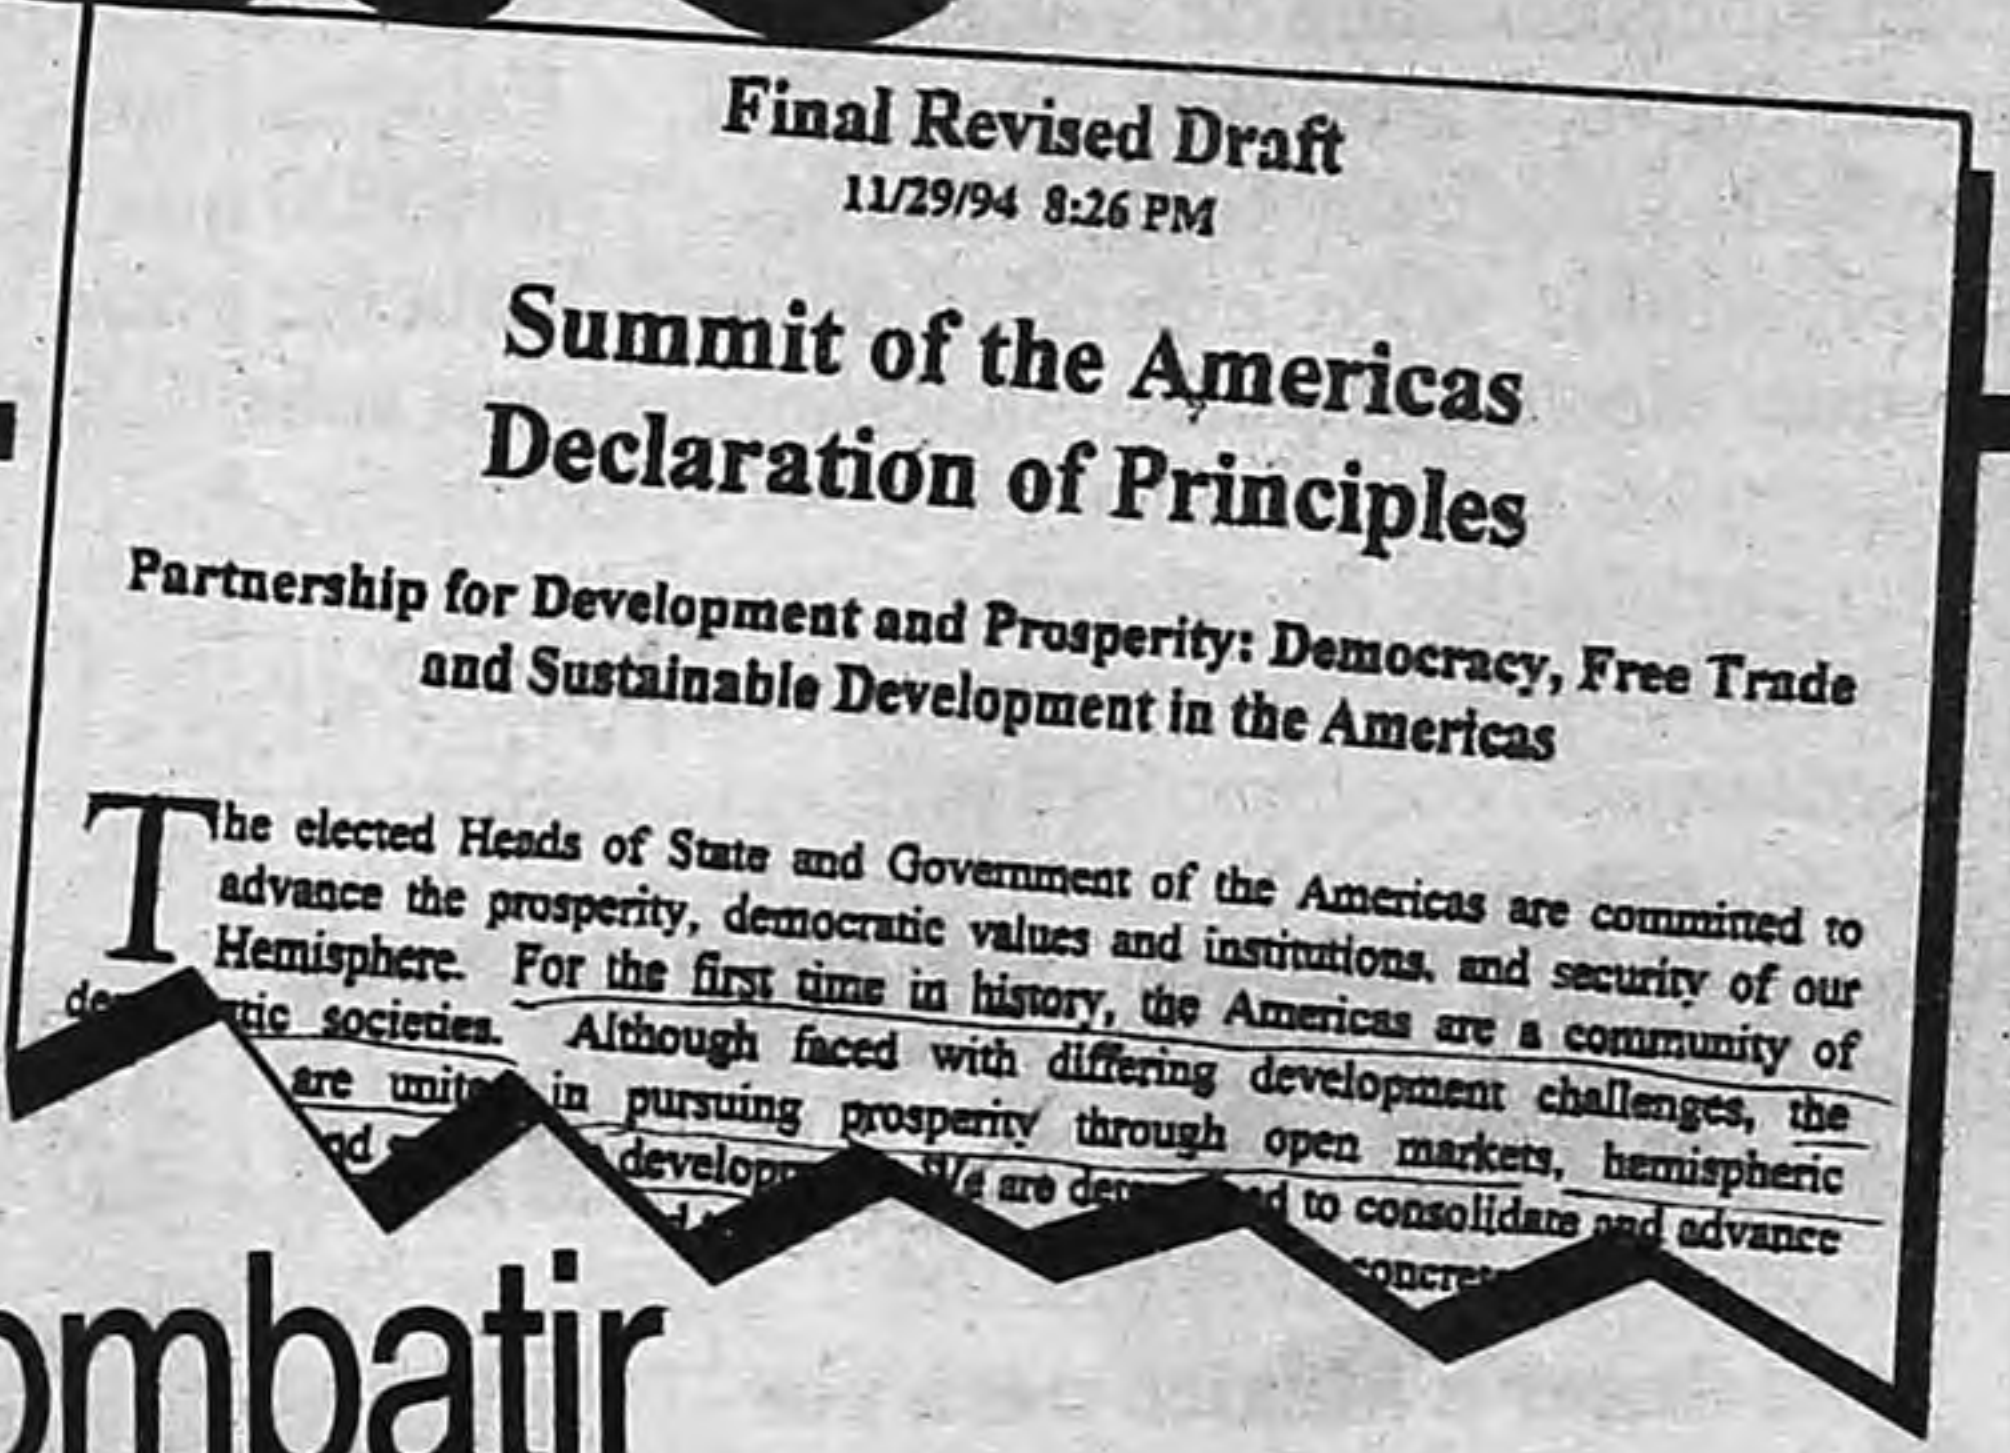 Final Revised Draft
11/29/94 8:26 PM
Summit of the Americas
Declaration of Principles
Partnership for Development and Prosperity: Democracy, Free Trade
and Sustainable Development in the Americas
The elected Heads of State and Government of the Americas are committed to
advance the prosperity, democratic values and institutions, and security of our
Hemisphere. For the first time in history, the Americas are a community of
tic societies. Although faced with differing development challenges, the
are in pursuing prosperity through open markets, hemispheric
We are to consolidate and advance
ombatir